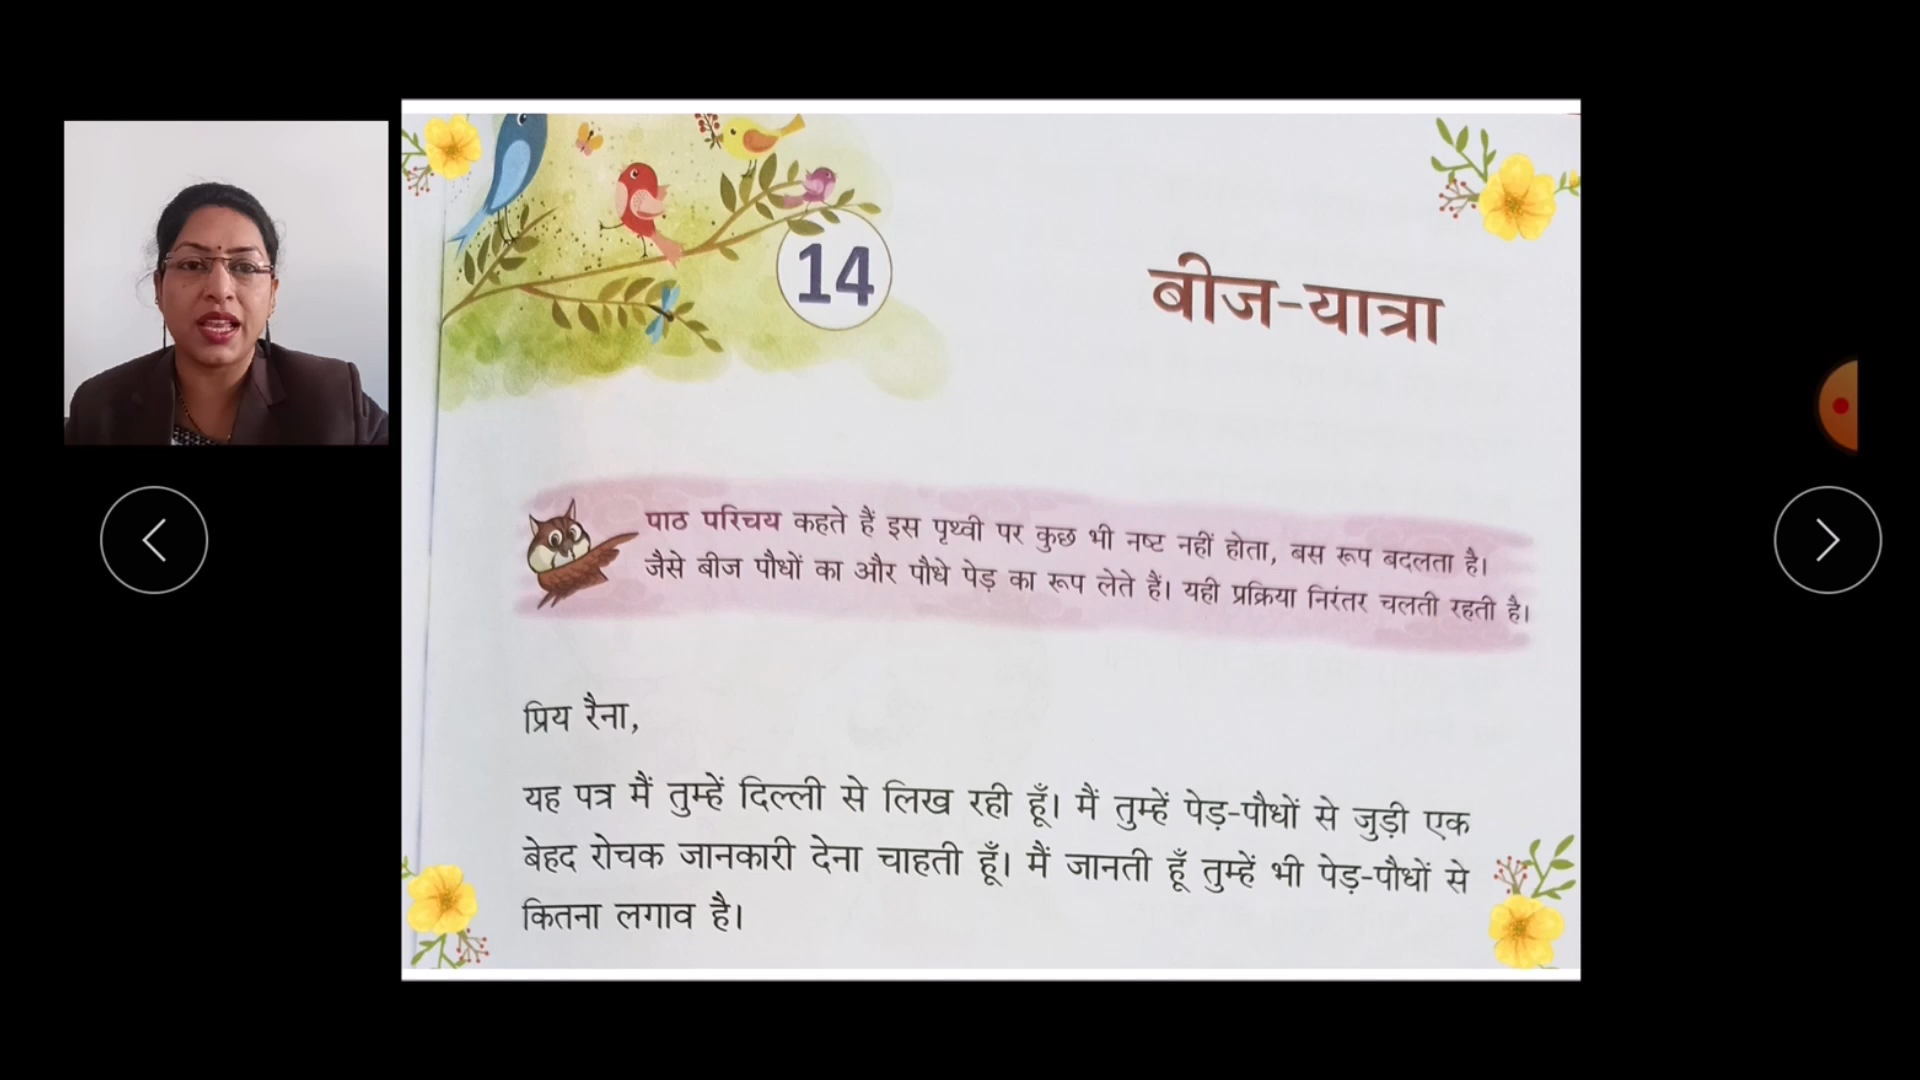 14
बीज-यात्रा
पाठ परिचय कहते हैं इस पृथ्वी पर कुछ भी नष्ट नहीं होता, बस रूप बदलता है।
जैसे बीज पौधों का और पौधे पेड़ का रूप लेते हैं। यही प्रक्रिया निरंतर चलती रहती है।
प्रिय रैना,
यह पत्र मैं तुम्हें दिल्ली से लिख रही हूँ। मैं तुम्हें पेड़-पौधों से जुड़ी एक
बेहद रोचक जानकारी देना चाहती हूँ। मैं जानती हूँ तुम्हें भी पेड़-पौधों से
कितना लगाव है।